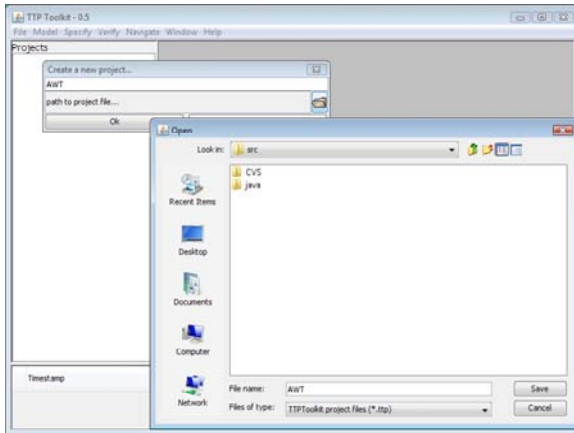 TTP Toolkit - 0.5
File Model Specify Verify Navigate Window Help
Projects
Create a new project...
AWT
path to project file...
Ok
Open
Look in: src
CVS
java
Recent Items
Desktop
Documents
Computer
Network
File name: AWT Save
Files of type: TTPToolkit project files (*.ttp) Cancel
Timestamp